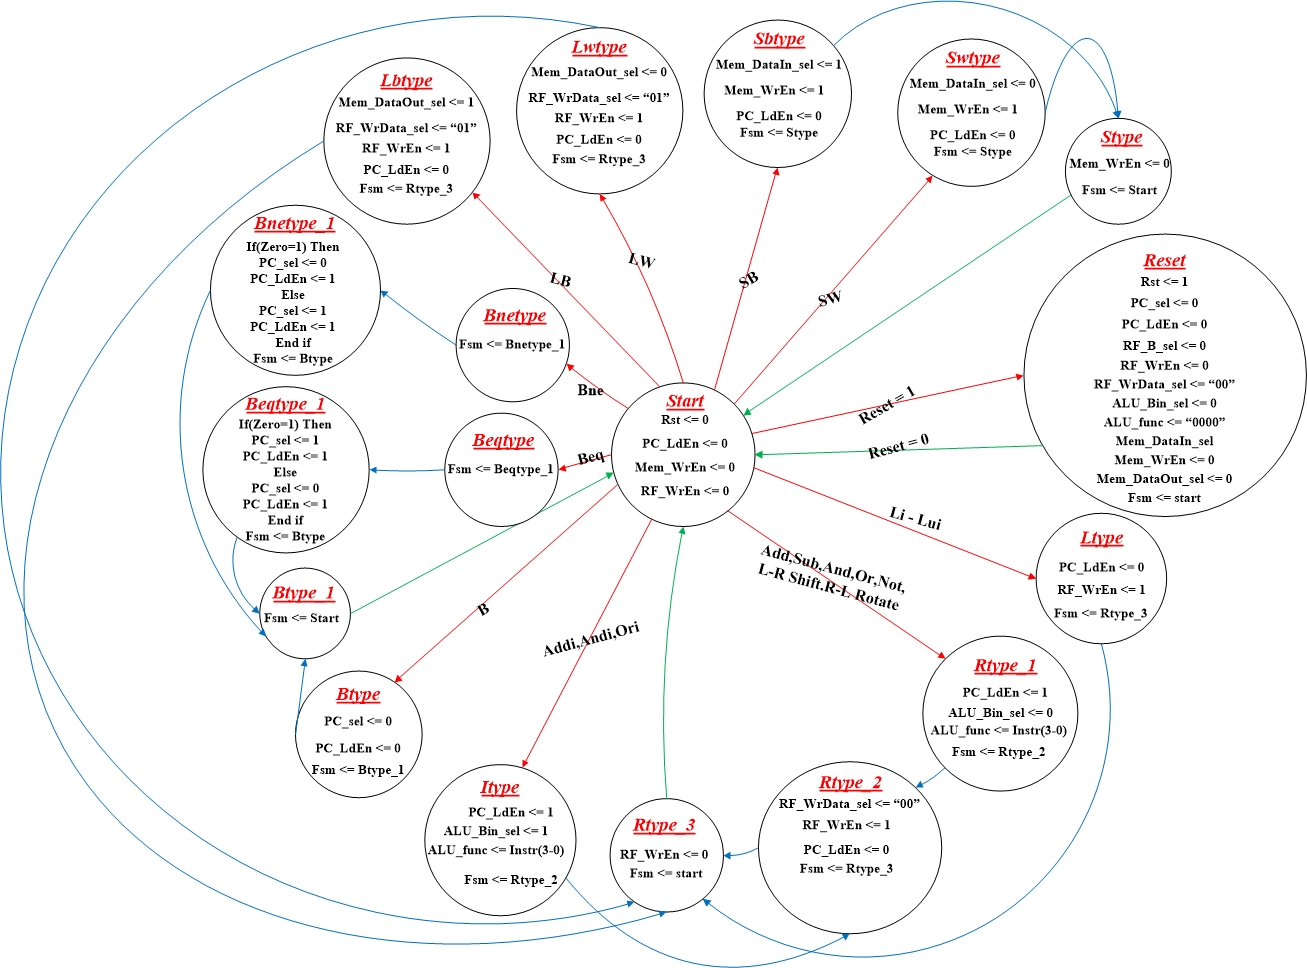 Lbtype
Mem_DataOut_sel <= 1
RF_WrData_sel <= “01”
RF_WrEn <= 1
PC_LdEn <= 0
Fsm <= Rtype_3
Lwtype
Mem_DataOut_sel <= 0
RF_WrData_sel <= “01”
RF_WrEn <= 1
PC_LdEn <= 0
Fsm <= Rtype_3
Sbtype
Mem_DataIn_sel <= 1
Mem_WrEn <= 1
PC_LdEn <= 0
Fsm <= Stype
Swtype
Mem_DataIn_sel <= 0
Mem_WrEn <= 1
PC_LdEn <= 0
Fsm <= Stype
Stype
Mem_WrEn <= 0
Fsm <= Start
Bnetype_1
If(Zero=1) Then
PC_sel <= 0
PC_LdEn <= 1
Else
PC_sel <= 1
PC_LdEn <= 1
End if
Fsm <= Btype
LB
LW
SB
SW
Reset
Rst <= 1
PC_sel <= 0
PC_LdEn <= 0
RF_B_sel <= 0
RF_WrEn <= 0
RF_WrData_sel <= “00”
ALU_Bin_sel <= 0
ALU_func <= “0000”
Mem_DataIn_sel
Mem_WrEn <= 0
Mem_DataOut_sel <= 0
Fsm <= start
Bnetype
Fsm <= Bnetype_1
Bne
Start
Rst <= 0
PC_LdEn <= 0
Mem_WrEn <= 0
RF_WrEn <= 0
Reset = 1
Reset = 0
Beqtype_1
If(Zero=1) Then
PC_sel <= 1
PC_LdEn <= 1
Else
PC_sel <= 0
PC_LdEn <= 1
End if
Fsm <= Btype
Beqtype
Fsm <= Beqtype_1
Beq
Li - Lui
Ltype
PC_LdEn <= 0
RF_WrEn <= 1
Fsm <= Rtype_3
Btype_1
Fsm <= Start
B
Addi,Andi,Ori
Add,Sub,And,Or,Not,
L-R Shift.R-L Rotate
Btype
PC_sel <= 0
PC_LdEn <= 0
Fsm <= Btype_1
Rtype_1
PC_LdEn <= 1
ALU_Bin_sel <= 0
ALU_func <= Instr(3-0)
Fsm <= Rtype_2
Itype
PC_LdEn <= 1
ALU_Bin_sel <= 1
ALU_func <= Instr(3-0)
Fsm <= Rtype_2
Rtype_3
RF_WrEn <= 0
Fsm <= start
Rtype_2
RF_WrData_sel <= “00”
RF_WrEn <= 1
PC_LdEn <= 0
Fsm <= Rtype_3